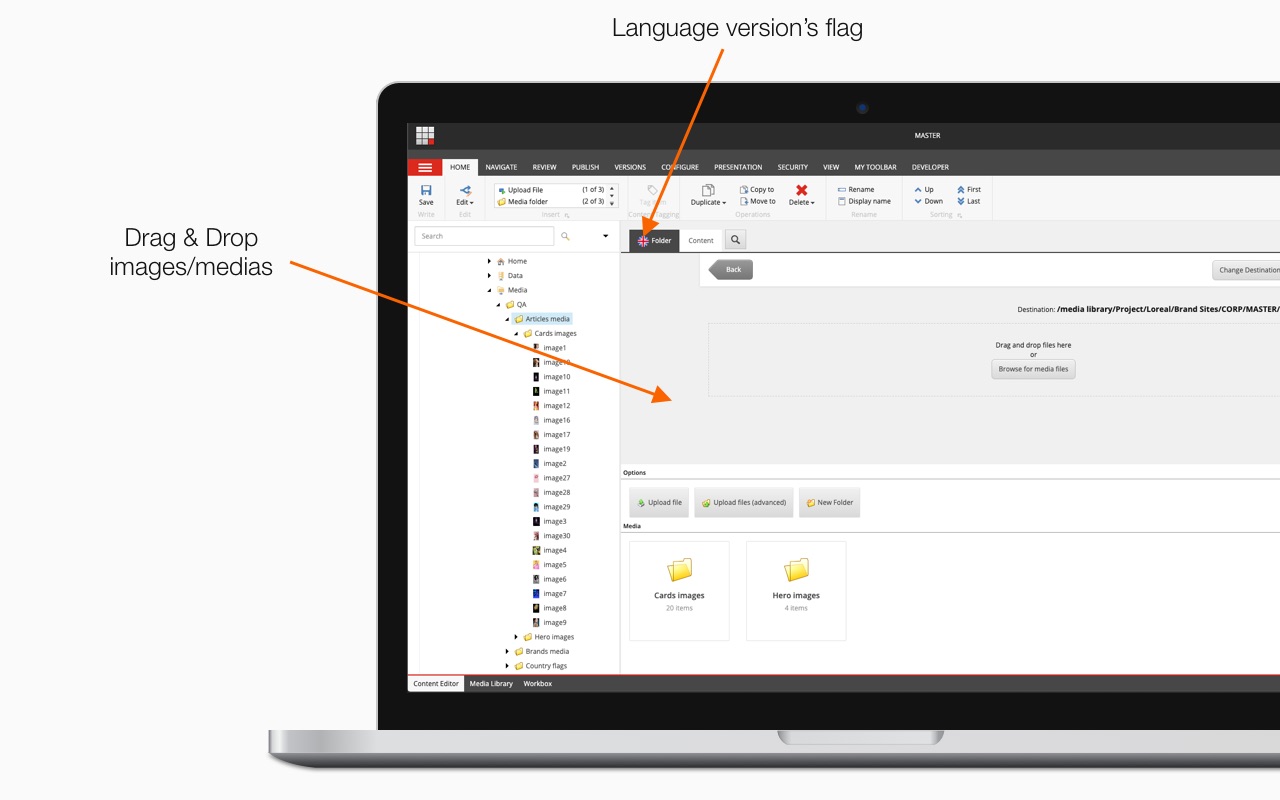 Language version's flag
Drag & Drop
images/medias
MASTER
HOME
NAVIGATE
REVIEW
PUBLISH
VERSIONS
CONFIGURE
PRESENTATION
SECURITY
VIEW
MY TOOLBAR
DEVELOPER
Save
Write
Edit
Edit
Upload File (1 of 3)
Media folder (2 of 3)
Insert
Duplicate
Copy to
Move to
Delete
Operations
Rename
Display name
Rename
Up
Down
First
Last
Sorting
Search
Home
Data
Media
QA
Articles media
Cards images
image1
image10
image11
image12
image16
image17
image19
image2
image27
image28
image29
image3
image30
image4
image5
image6
image7
image8
image9
Hero images
Brands media
Country flags
Folder
Content
Back
Change Destination
Destination: /media library/Project/Loreal/Brand Sites/CORP/MASTER/
Drag and drop files here
or
Browse for media files
Options
Upload file
Upload files (advanced)
New Folder
Media
Cards images
20 items
Hero images
4 items
Content Editor
Media Library
Workbox